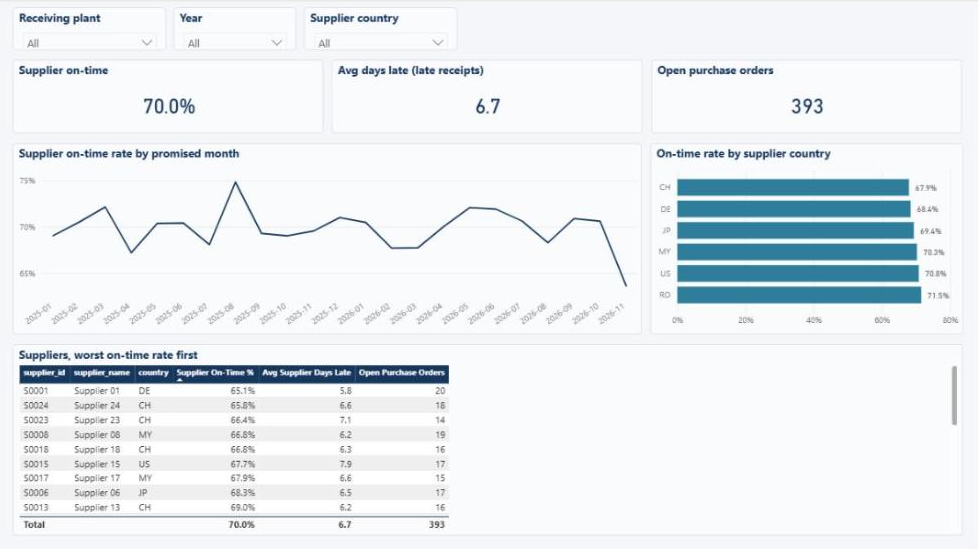 Receiving plant Year Supplier country
All All All
Supplier on-time Avg days late (late receipts) Open purchase orders
70.0% 6.7 393
Supplier on-time rate by promised month
75%
70%
65%
2025-01 2025-02 2025-03 2025-04 2025-05 2025-06 2025-07 2025-08 2025-09 2025-10 2025-11 2025-12 2026-01 2026-02 2026-03 2026-04 2026-05 2026-06 2026-07 2026-08 2026-09 2026-10 2026-11
On-time rate by supplier country
CH 67.9%
DE 68.4%
JP 69.4%
MY 70.3%
US 70.8%
RO 71.5%
0% 20% 40% 60% 80%
Suppliers, worst on-time rate first
supplier_id supplier_name country Supplier On-Time % Avg Supplier Days Late Open Purchase Orders
S0001 Supplier 01 DE 65.1% 5.8 20
S0024 Supplier 24 CH 65.8% 6.6 18
S0023 Supplier 23 CH 66.4% 7.1 14
S0008 Supplier 08 MY 66.8% 6.2 19
S0018 Supplier 18 CH 66.8% 6.3 16
S0015 Supplier 15 US 67.7% 7.9 17
S0017 Supplier 17 MY 67.9% 6.6 15
S0006 Supplier 06 JP 68.3% 6.5 17
S0013 Supplier 13 CH 69.0% 6.2 16
Total 70.0% 6.7 393